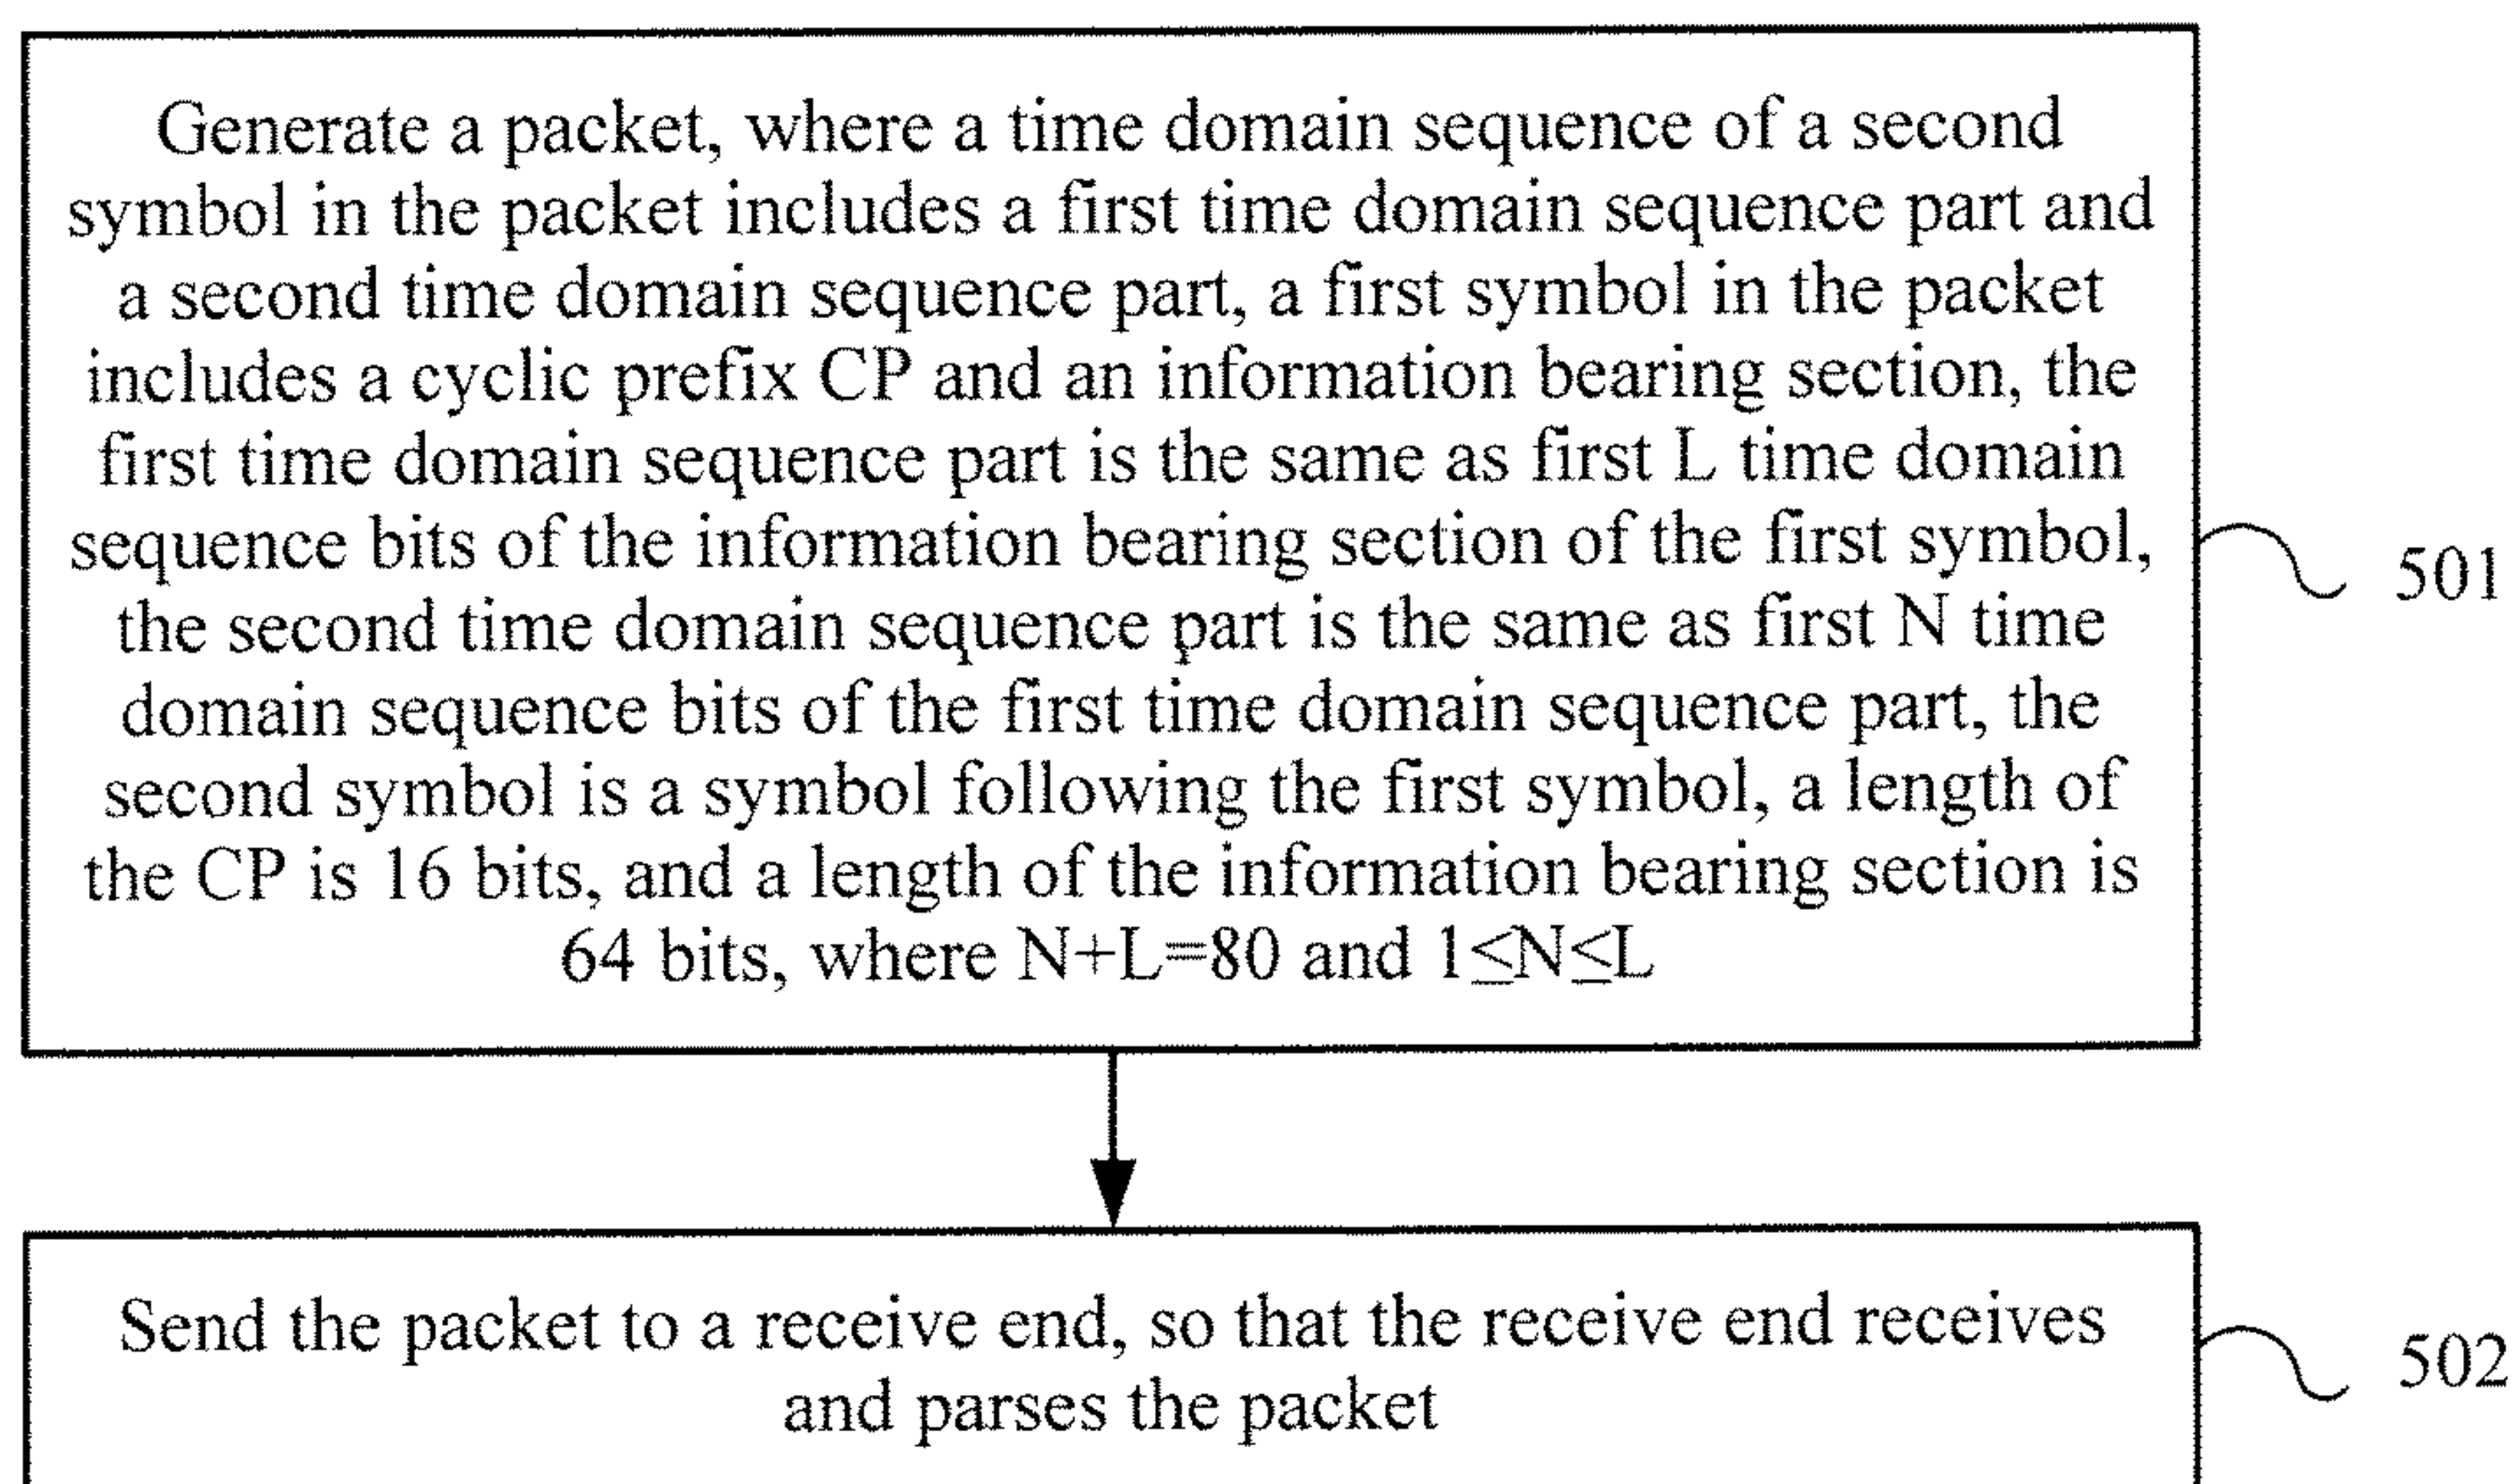 Generate a packet, where a time domain sequence of a second
symbol in the packet includes a first time domain sequence part and
a second time domain sequence part, a first symbol in the packet
includes a cyclic prefix CP and an information bearing section, the
first time domain sequence part is the same as first L time domain
sequence bits of the information bearing section of the first symbol,
the second time domain sequence part is the same as first N time
domain sequence bits of the first time domain sequence part, the
second symbol is a symbol following the first symbol, a length of
the CP is 16 bits, and a length of the information bearing section is
64 bits, where N+L=80 and 1≤N≤L
501
Send the packet to a receive end, so that the receive end receives
and parses the packet
502